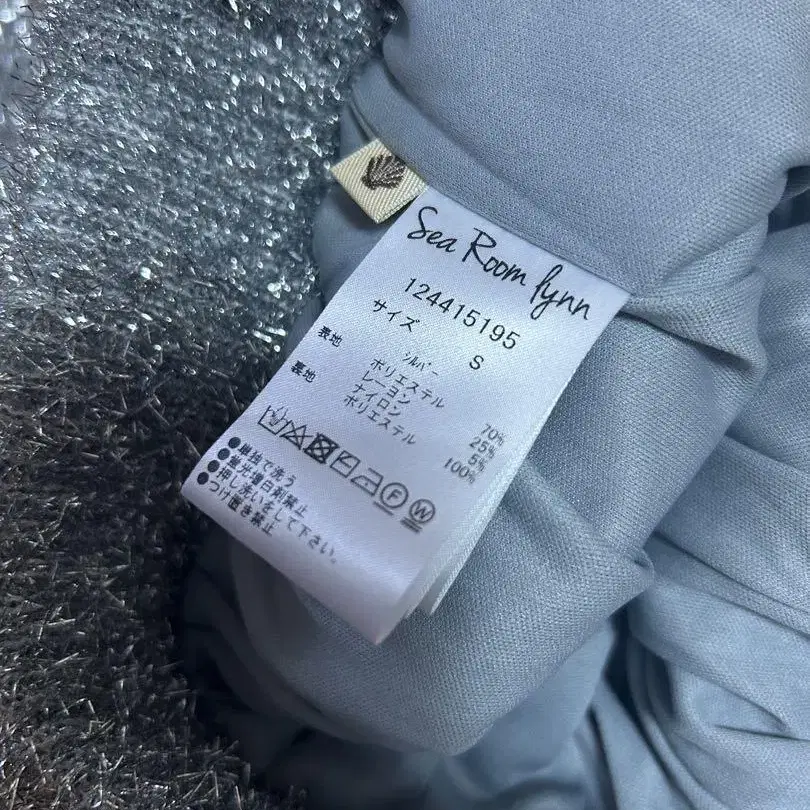 Sea Room lynn
124415195
サイズ S
表地 シルバー
ポリエステル 70%
レーヨン 25%
ナイロン 5%
裏地 ポリエステル 100%
F W
●単独で洗う
●蛍光増白剤禁止
●押し洗いをして下さい。
●つけ置き禁止